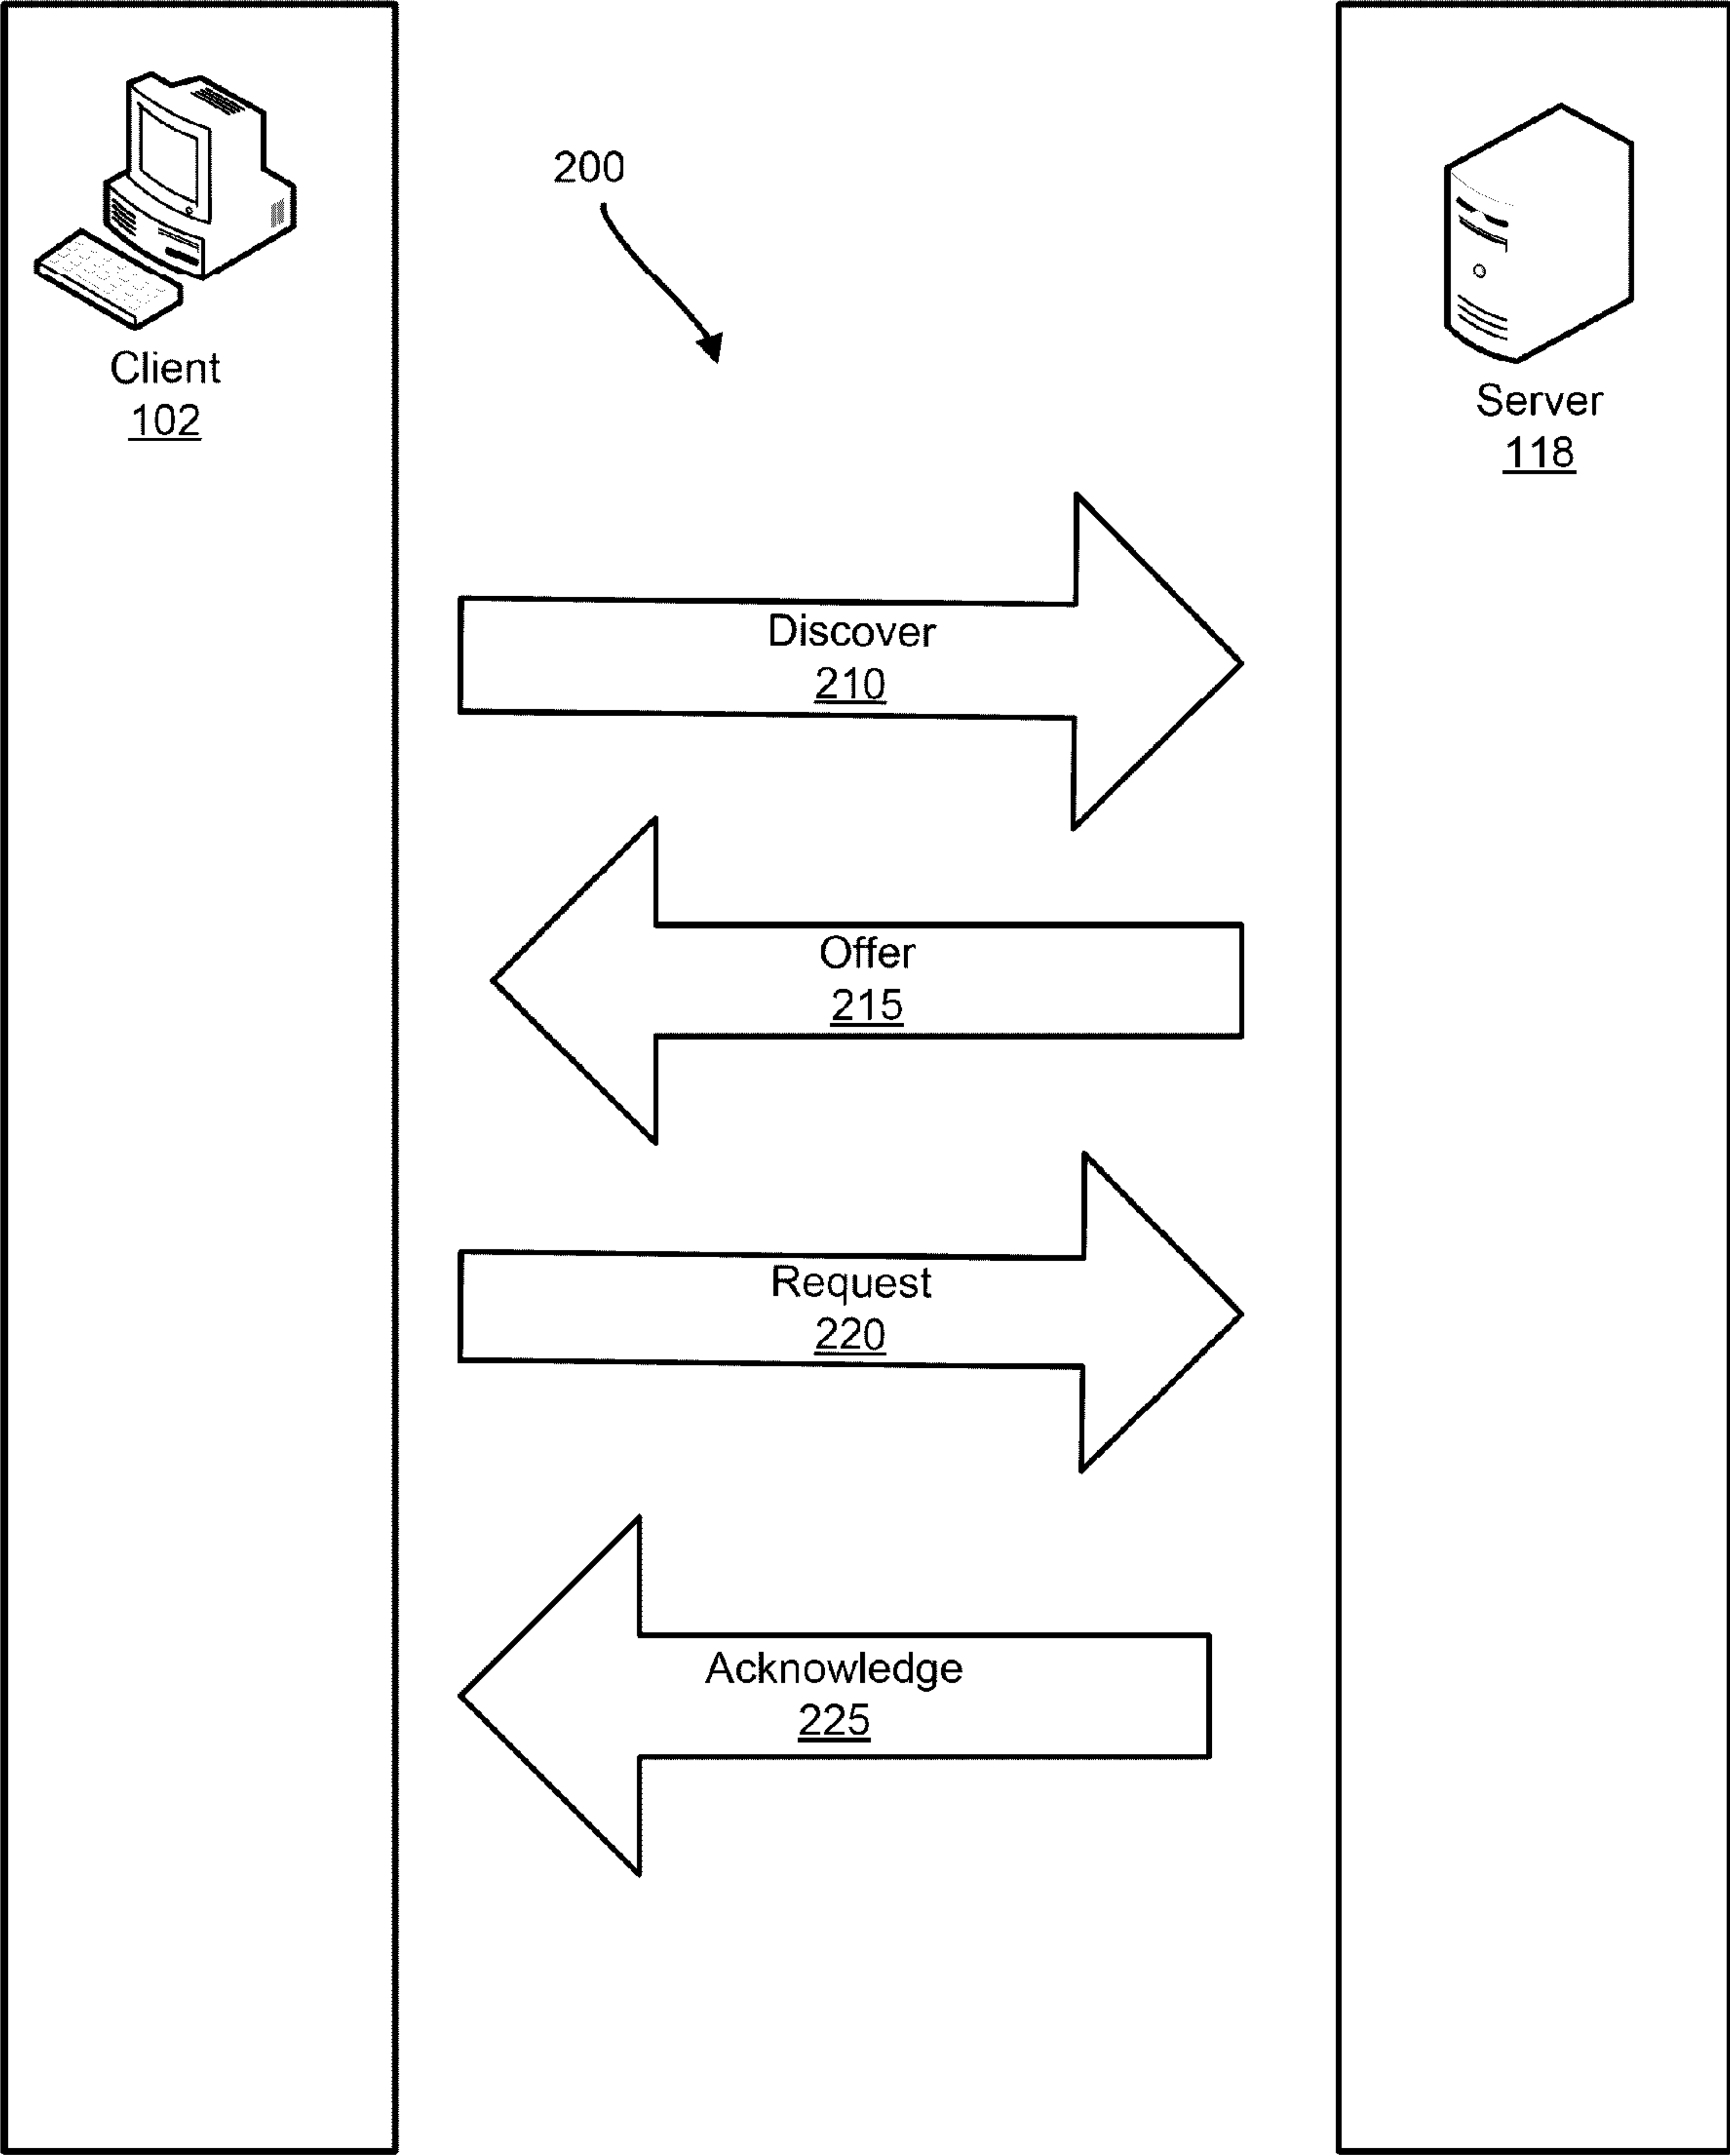 200
Client
102
Server
118
Discover
210
Offer
215
Request
220
Acknowledge
225